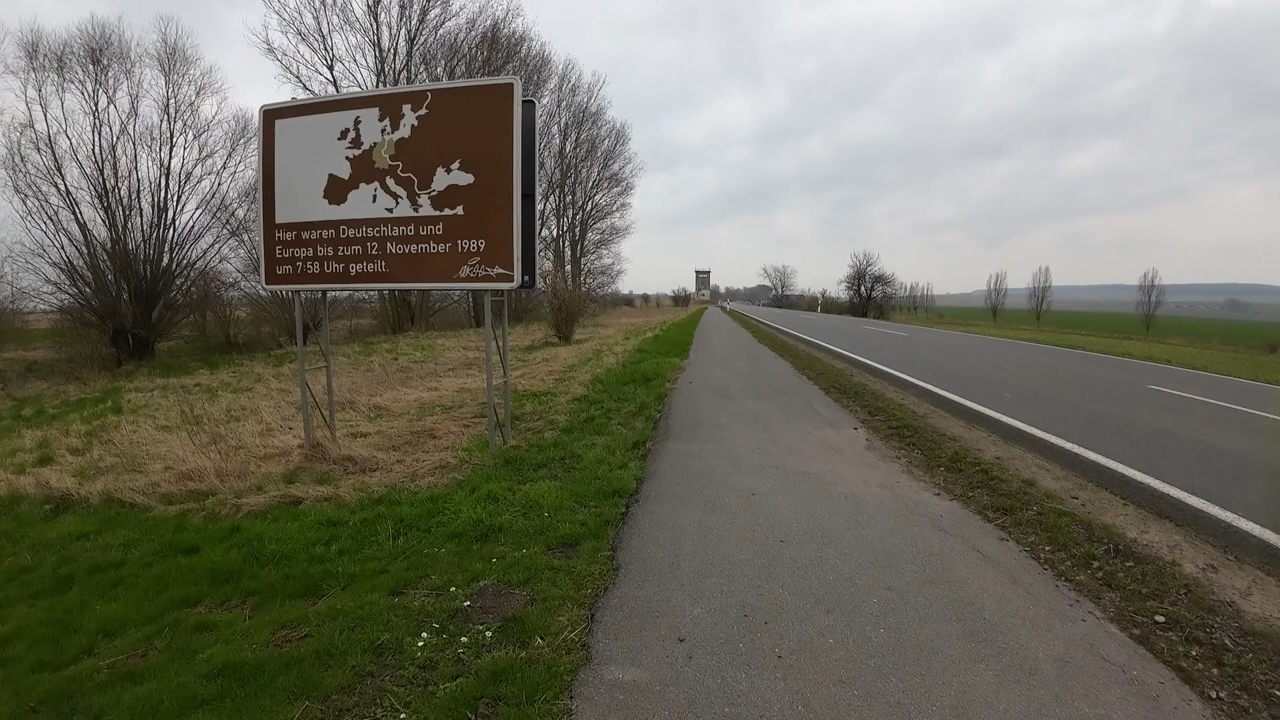 Hier waren Deutschland und
Europa bis zum 12. November 1989
um 7:58 Uhr geteilt.